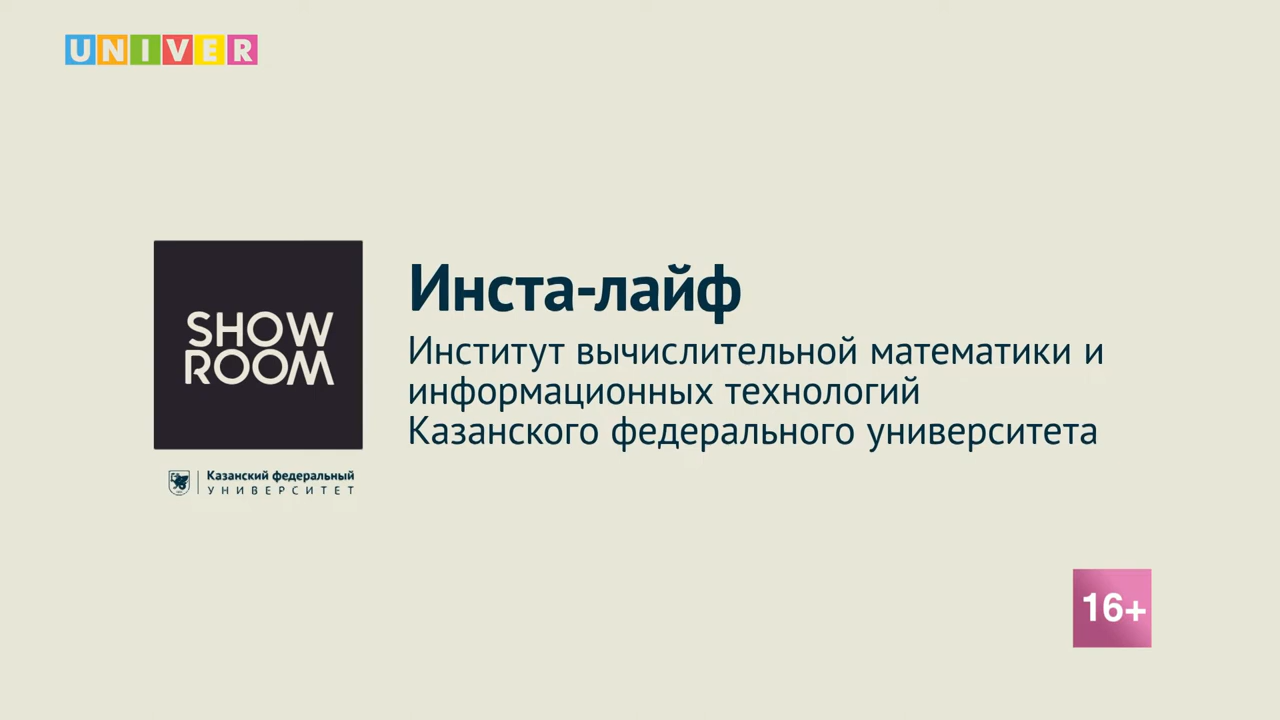 UNIVER
SHOW
ROOM
Казанский федеральный
УНИВЕРСИТЕТ
Инста-лайф
Институт вычислительной математики и
информационных технологий
Казанского федерального университета
16+